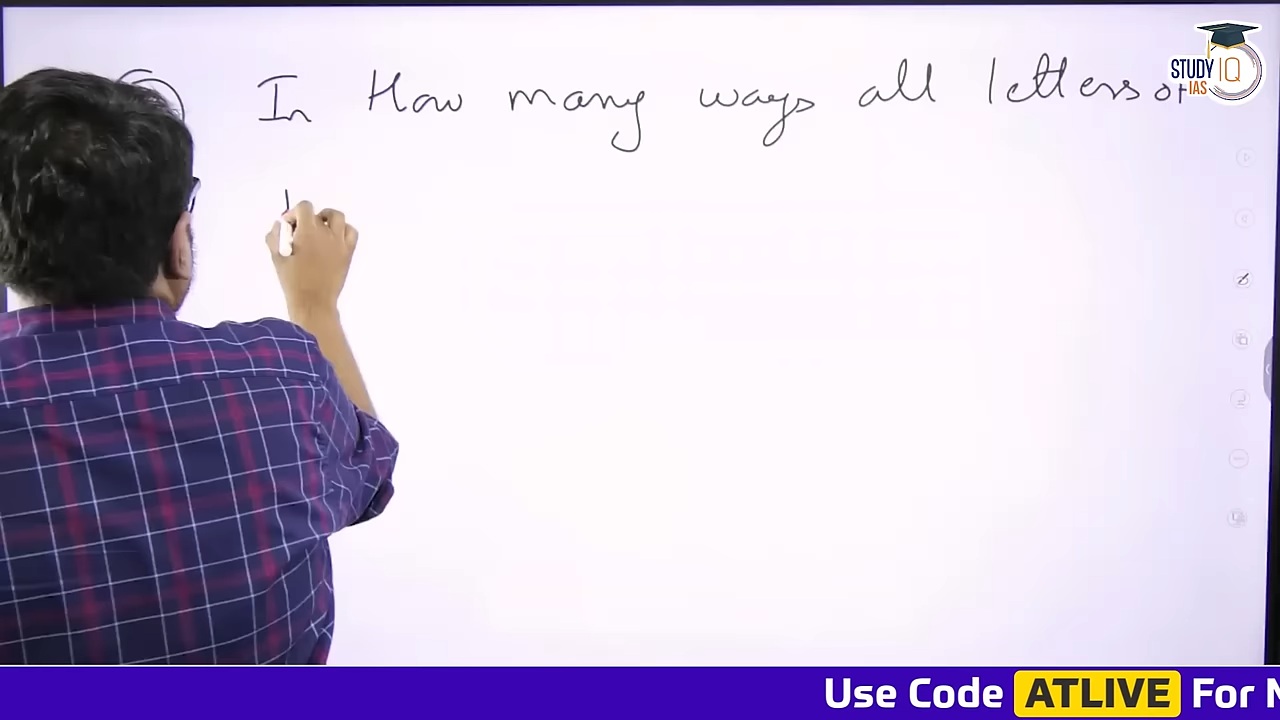 In How many ways all letters of
STUDY IQ
IAS
Use Code ATLIVE For